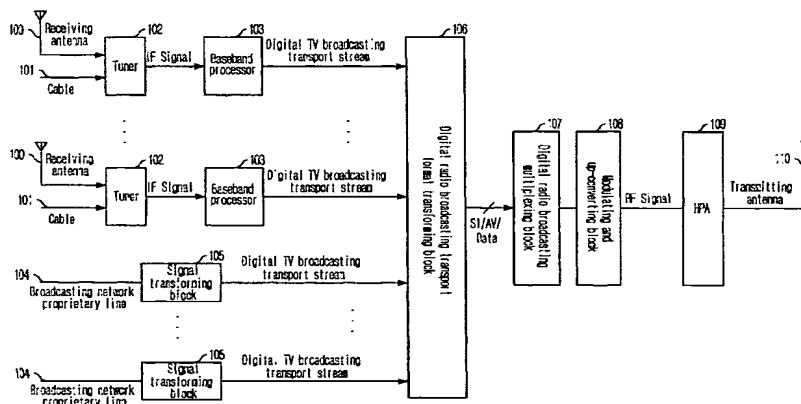 100
Receiving
antenna
101
Cable
102
Tuner
IF Signal
103
Baseband
processor
Digital TV broadcasting
transport stream
106
Digital radio broadcasting transport
format transforming block
100
Receiving
antenna
102
Tuner
IF Signal
103
Baseband
processor
Digital TV broadcasting
transport stream
Cable
SI/AV/
Data
107
Digital radio broadcasting
multiplexing block
108
Modulating and
up-converting block
RF Signal
109
HPA
110
Transmitting
antenna
104
Broadcasting network
proprietary line
105
Signal
transforming
block
Digital TV broadcasting
transport stream
104
Broadcasting network
proprietary line
105
Signal
transforming
block
Digital TV broadcasting
transport stream